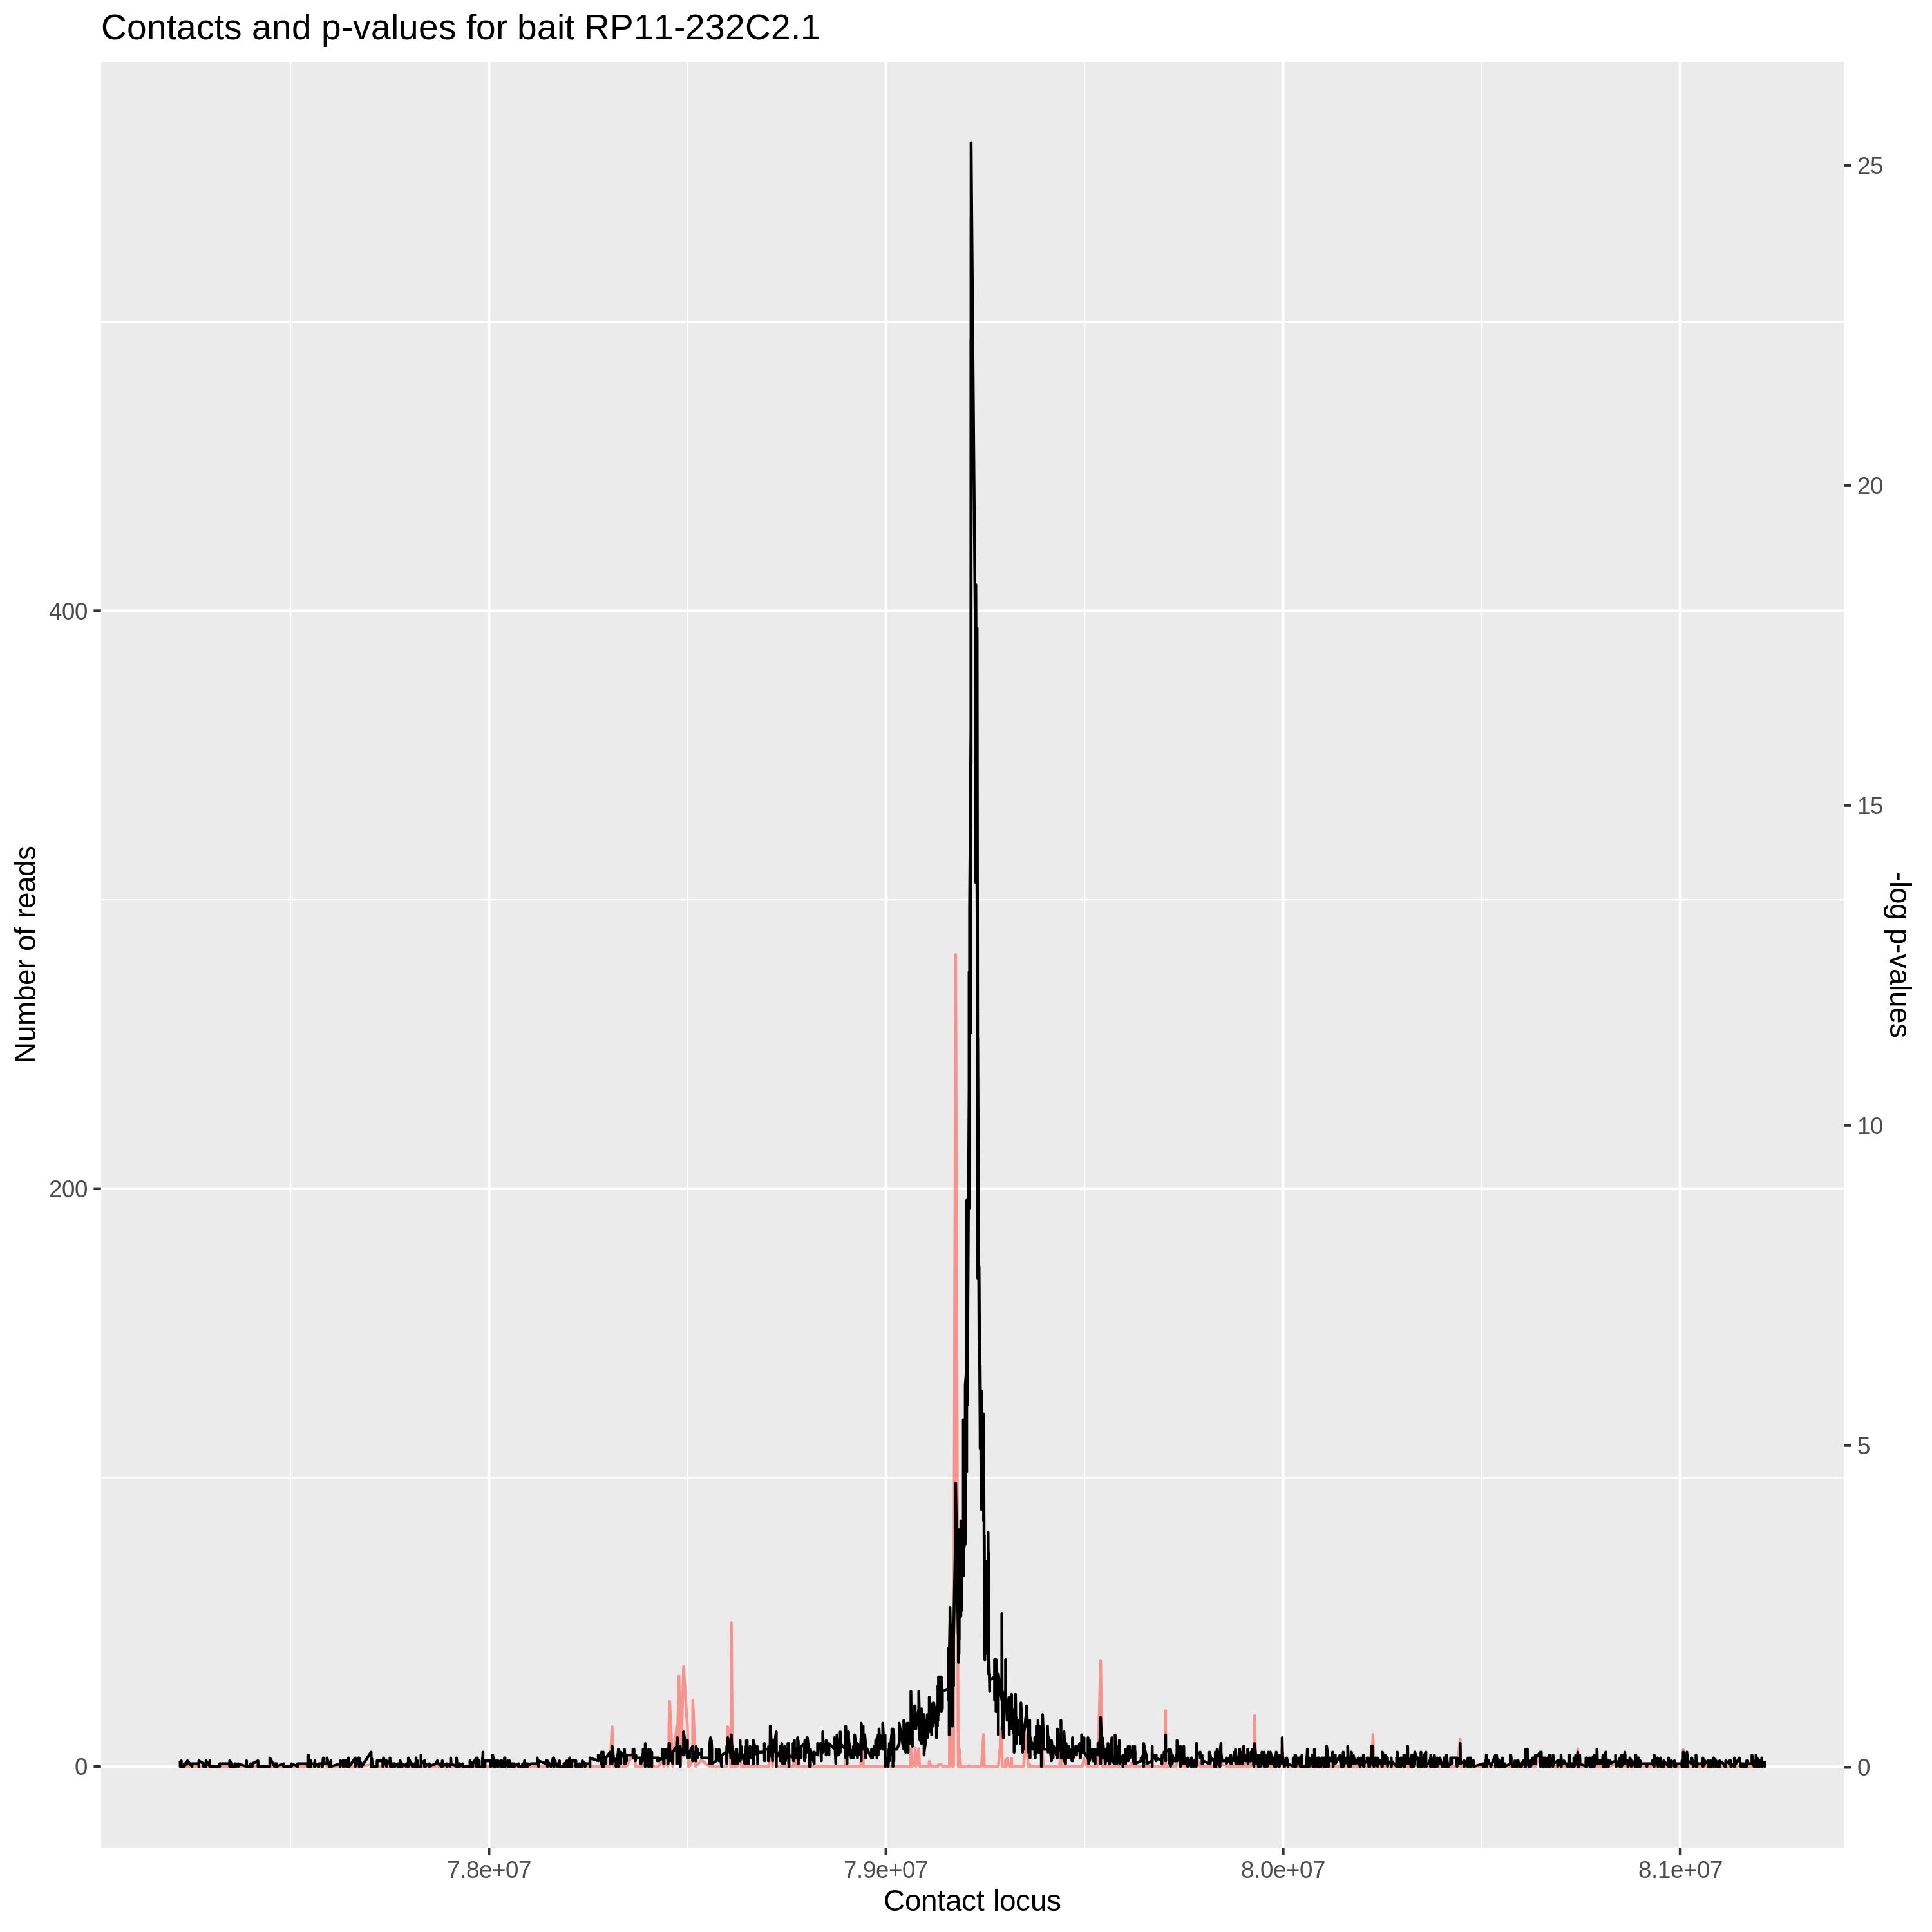 Contacts and p-values for bait RP11-232C2.1
Number of reads
400
200
0
25
20
15
10
5
0
-log p-values
7.8e+07
7.9e+07
8.0e+07
8.1e+07
Contact locus